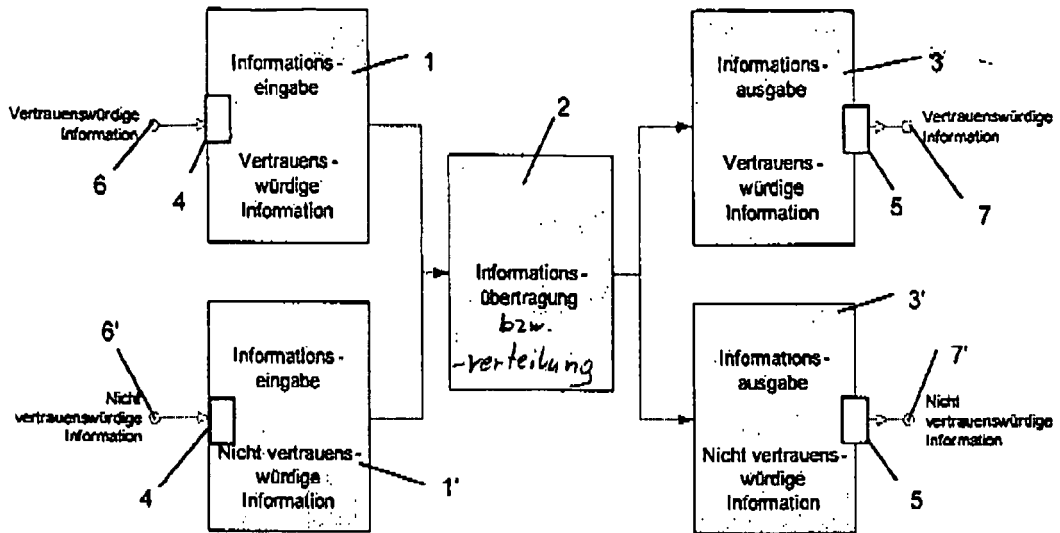 Vertrauenswürdige
Information
6
4
Informations-
eingabe
Vertrauens-
würdige
Information
1
Nicht
vertrauenswürdige
Information
6'
4
Informations-
eingabe
Nicht vertrauens-
würdige
Information
1'
2
Informations-
übertragung
bzw.
-verteilung
Informations-
ausgabe
Vertrauens-
würdige
Information
3
5
Vertrauenswürdige
Information
7
Informations-
ausgabe
Nicht vertrauens-
würdige
Information
3'
5
7'
Nicht
vertrauenswürdige
Information